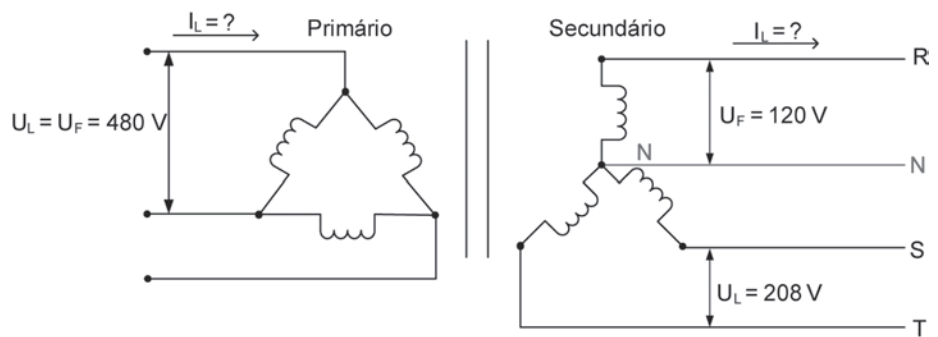 I_L = ?
Primário
U_L = U_F = 480 V
Secundário
I_L = ?
R
U_F = 120 V
N
N
S
U_L = 208 V
T